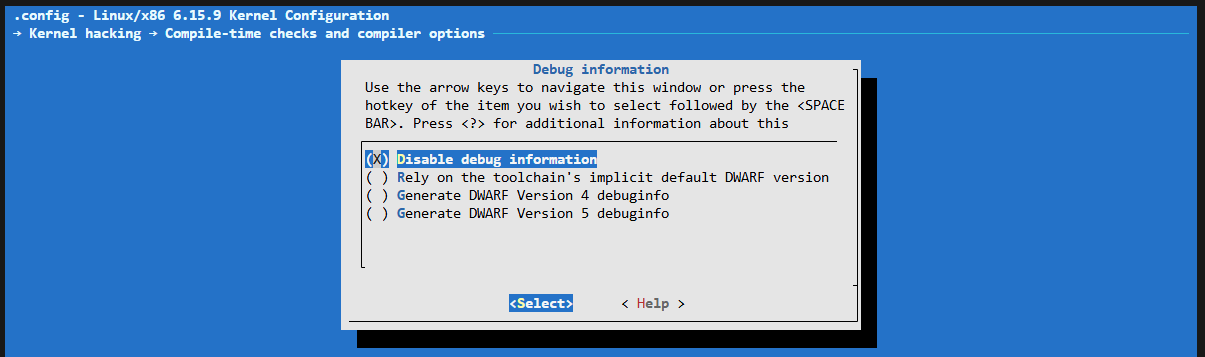 .config - Linux/x86 6.15.9 Kernel Configuration
→ Kernel hacking → Compile-time checks and compiler options
Debug information
Use the arrow keys to navigate this window or press the
hotkey of the item you wish to select followed by the <SPACE
BAR>. Press <?> for additional information about this
(X) Disable debug information
( ) Rely on the toolchain's implicit default DWARF version
( ) Generate DWARF Version 4 debuginfo
( ) Generate DWARF Version 5 debuginfo
<Select> < Help >